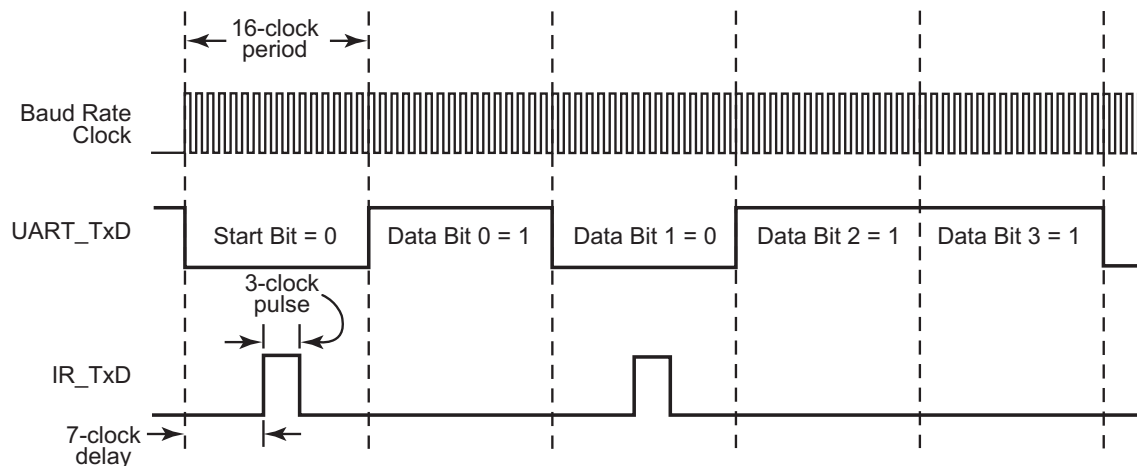 16-clock
period
Baud Rate
Clock
UART_TxD
Start Bit = 0
Data Bit 0 = 1
Data Bit 1 = 0
Data Bit 2 = 1
Data Bit 3 = 1
3-clock
pulse
IR_TxD
7-clock
delay